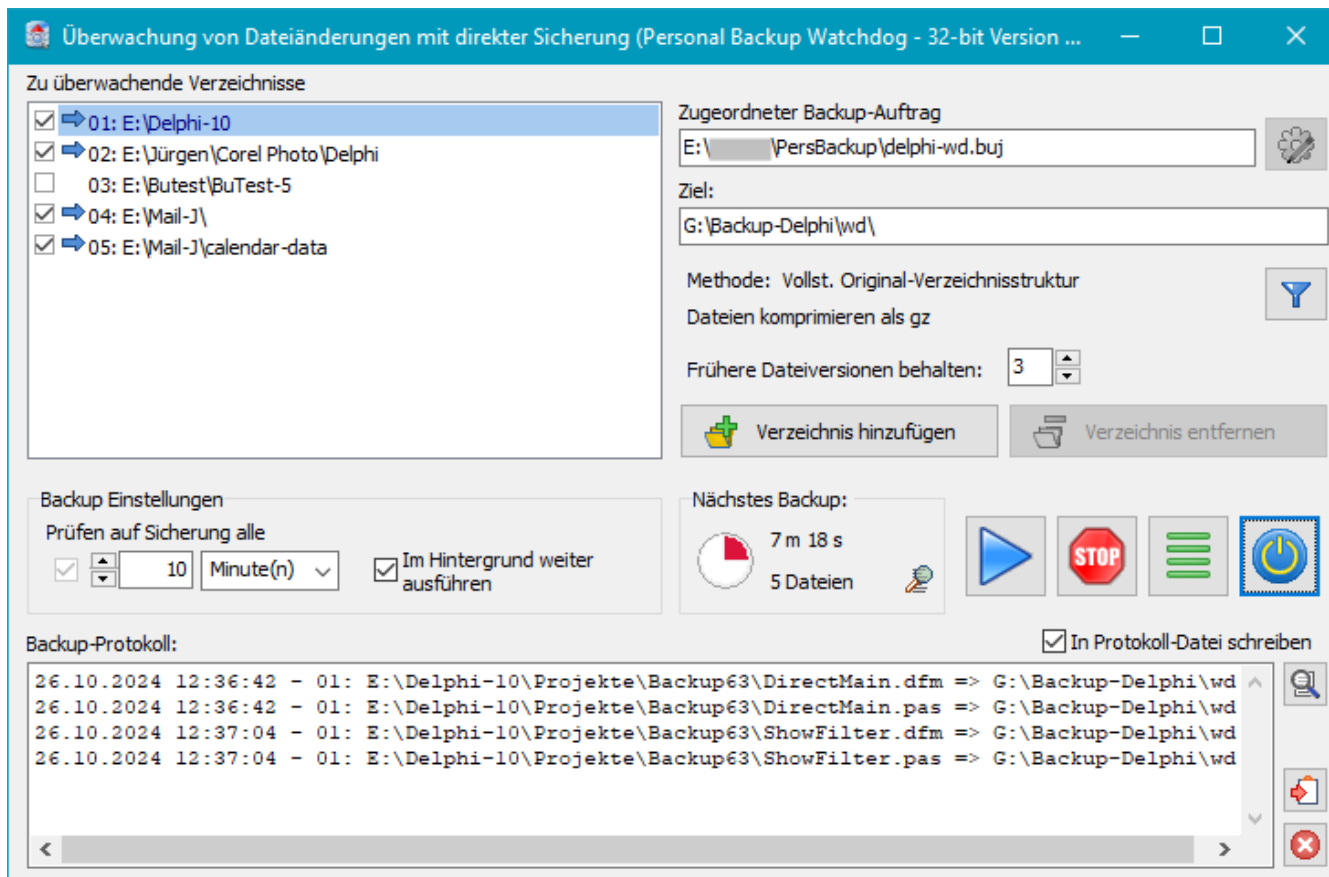 Überwachung von Dateiänderungen mit direkter Sicherung (Personal Backup Watchdog - 32-bit Version ...
Zu überwachende Verzeichnisse
01: E:\Delphi-10
02: E:\Jürgen\Corel Photo\Delphi
03: E:\Butest\BuTest-5
04: E:\Mail-J\
05: E:\Mail-J\calendar-data
Zugeordneter Backup-Auftrag
E:\ \PersBackup\delphi-wd.buj
Ziel:
G:\Backup-Delphi\wd\
Methode: Vollst. Original-Verzeichnisstruktur
Dateien komprimieren als gz
Frühere Dateiversionen behalten: 3
Verzeichnis hinzufügen
Verzeichnis entfernen
Backup Einstellungen
Prüfen auf Sicherung alle
10 Minute(n)
Im Hintergrund weiter
ausführen
Nächstes Backup:
7 m 18 s
5 Dateien
STOP
Backup-Protokoll:
In Protokoll-Datei schreiben
26.10.2024 12:36:42 - 01: E:\Delphi-10\Projekte\Backup63\DirectMain.dfm => G:\Backup-Delphi\wd
26.10.2024 12:36:42 - 01: E:\Delphi-10\Projekte\Backup63\DirectMain.pas => G:\Backup-Delphi\wd
26.10.2024 12:37:04 - 01: E:\Delphi-10\Projekte\Backup63\ShowFilter.dfm => G:\Backup-Delphi\wd
26.10.2024 12:37:04 - 01: E:\Delphi-10\Projekte\Backup63\ShowFilter.pas => G:\Backup-Delphi\wd